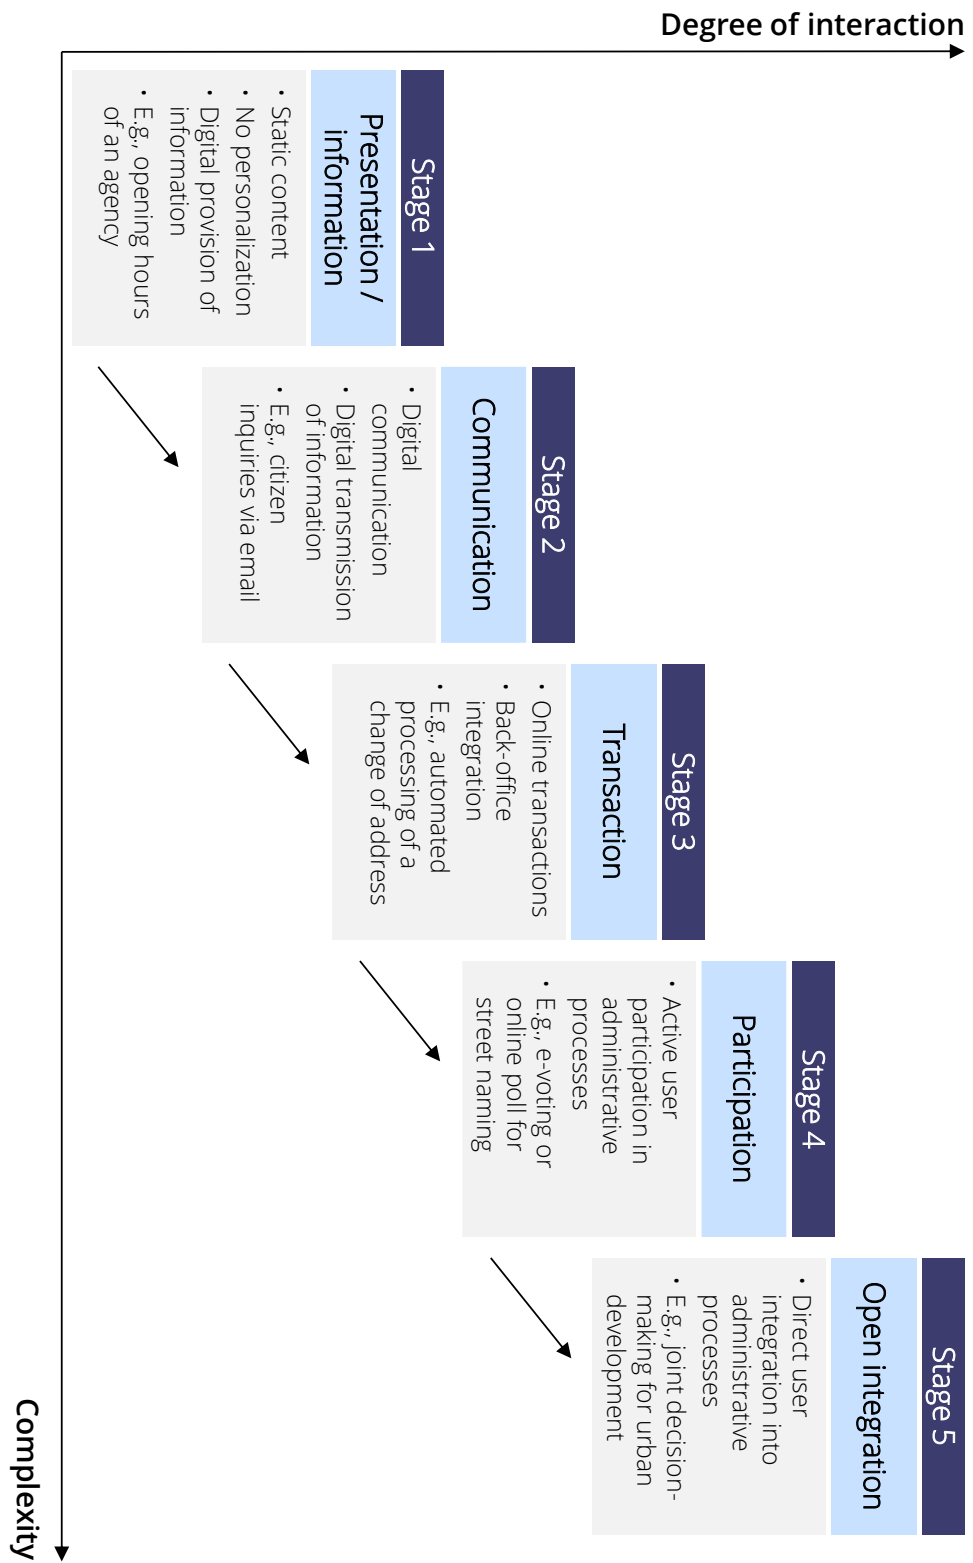 Degree of interaction
Stage 1
Presentation /
information
• Static content
• No personalization
• Digital provision of
information
• E.g., opening hours
of an agency
Stage 2
Communication
• Digital
communication
• Digital transmission
of information
• E.g., citizen
inquiries via email
Stage 3
Transaction
• Online transactions
• Back-office
integration
• E.g., automated
processing of a
change of address
Stage 4
Participation
• Active user
participation in
administrative
processes
• E.g., e-voting or
online poll for
street naming
Stage 5
Open integration
• Direct user
integration into
administrative
processes
• E.g., joint decision-
making for urban
development
Complexity